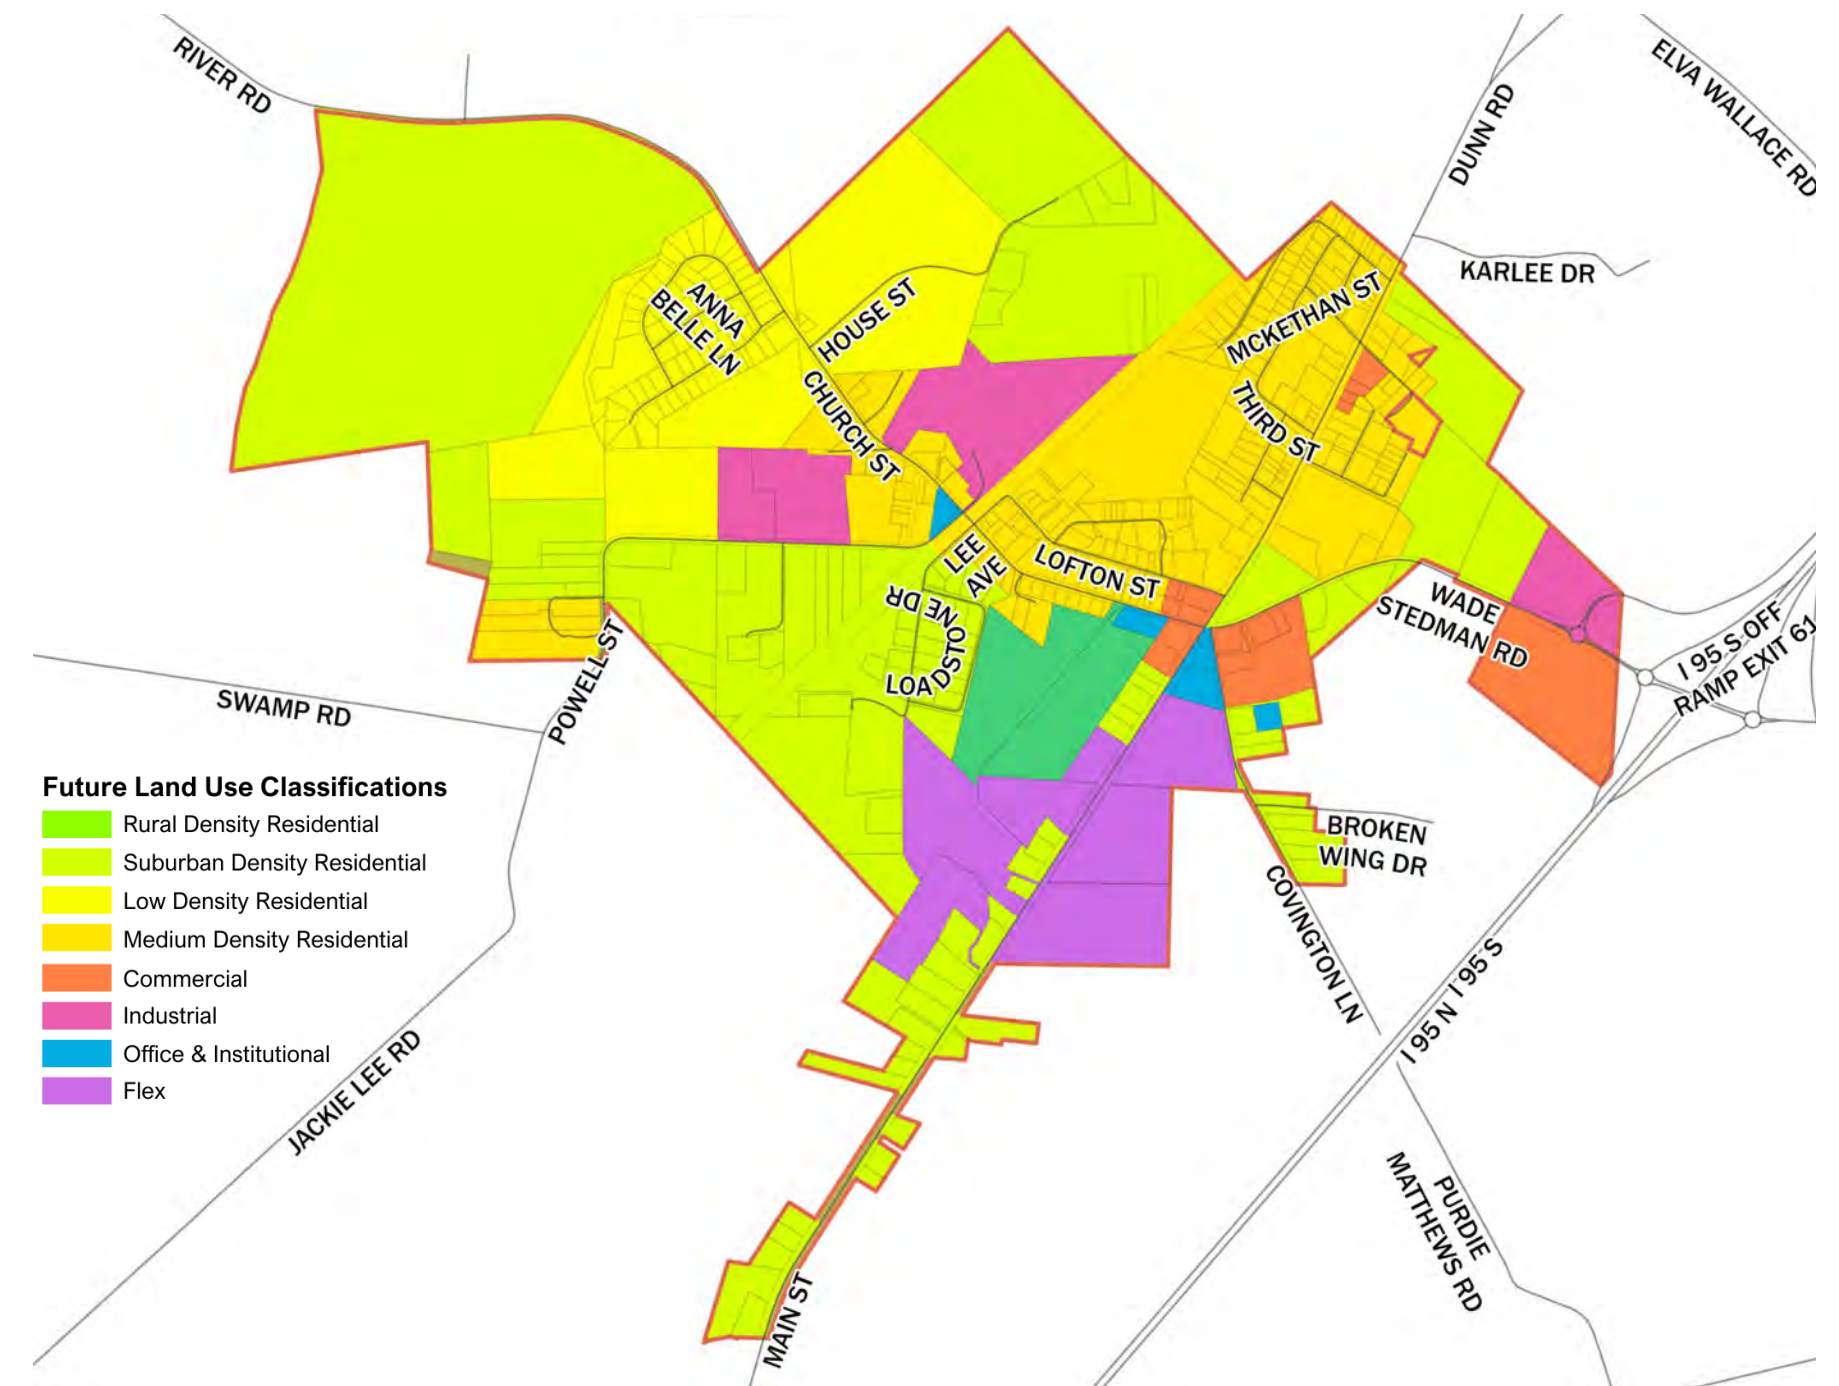 RIVER RD
ELVA WALLACE RD
DUNN RD
KARLEE DR
ANNA
BELLE LN
HOUSE ST
MCKETHAN ST
CHURCH ST
THIRD ST
LEE
AVE
LOFTON ST
LOADSTONE DR
WADE
STEDMAN RD
I 95 S OFF
RAMP EXIT 61
SWAMP RD
POWELL ST
Future Land Use Classifications
Rural Density Residential
Suburban Density Residential
Low Density Residential
Medium Density Residential
Commercial
Industrial
Office & Institutional
Flex
BROKEN
WING DR
COVINGTON LN
I 95 N I 95 S
JACKIE LEE RD
PURDIE
MATTHEWS RD
MAIN ST